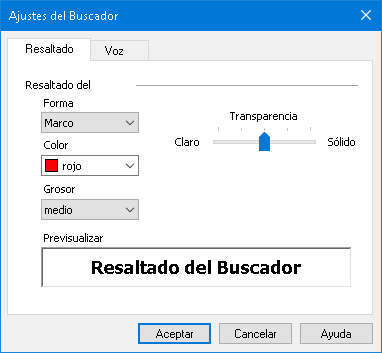 Ajustes del Buscador
Resaltado Voz
Resaltado del
Forma
Marco
Color
rojo
Grosor
medio
Transparencia
Claro Sólido
Previsualizar
Resaltado del Buscador
Aceptar Cancelar Ayuda